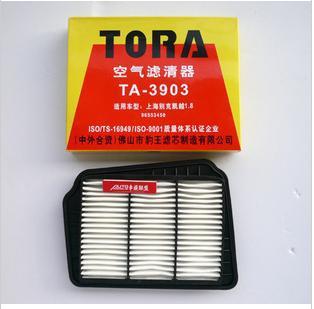 TORA
空气滤清器
TA-3903
适用车型:上海别克凯越1.8
96553450
ISO/TS-16949/ISO-9001质量体系认证企业
(中外合资)佛山市豹王滤芯制造有限公司